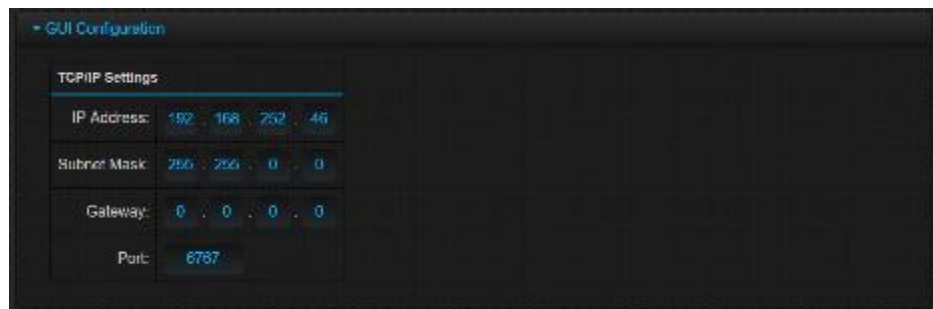 GUI Configuration
TCP/IP Settings
IP Address: 192 . 168 . 252 . 46
Subnet Mask: 255 . 255 . 0 . 0
Gateway: 0 . 0 . 0 . 0
Port: 6767